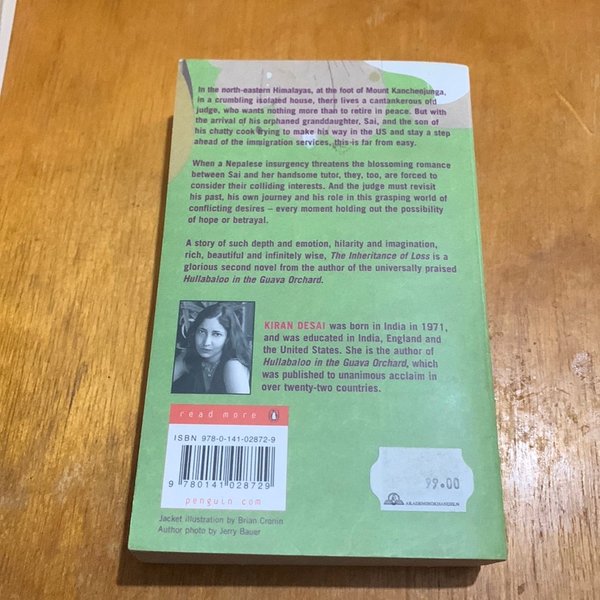 In the north-eastern Himalayas, at the foot of Mount Kanchenjunga,
in a crumbling isolated house, there lives a cantankerous old
judge, who wants nothing more than to retire in peace. But with
the arrival of his orphaned granddaughter, Sai, and the son of
his chatty cook trying to make his way in the US and stay a step
ahead of the immigration services, this is far from easy.
When a Nepalese insurgency threatens the blossoming romance
between Sai and her handsome tutor, they, too, are forced to
consider their colliding interests. And the judge must revisit
his past, his own journey and his role in this grasping world of
conflicting desires – every moment holding out the possibility
of hope or betrayal.
A story of such depth and emotion, hilarity and imagination,
rich, beautiful and infinitely wise, The Inheritance of Loss is a
glorious second novel from the author of the universally praised
Hullabaloo in the Guava Orchard.
KIRAN DESAI was born in India in 1971,
and was educated in India, England and
the United States. She is the author of
Hullabaloo in the Guava Orchard, which
was published to unanimous acclaim in
over twenty-two countries.
read more
ISBN 978-0-141-02872-9
9 780141 028729
penguin.com
99.00
AKADEMIBOKHANDELN
Jacket illustration by Brian Cronin
Author photo by Jerry Bauer